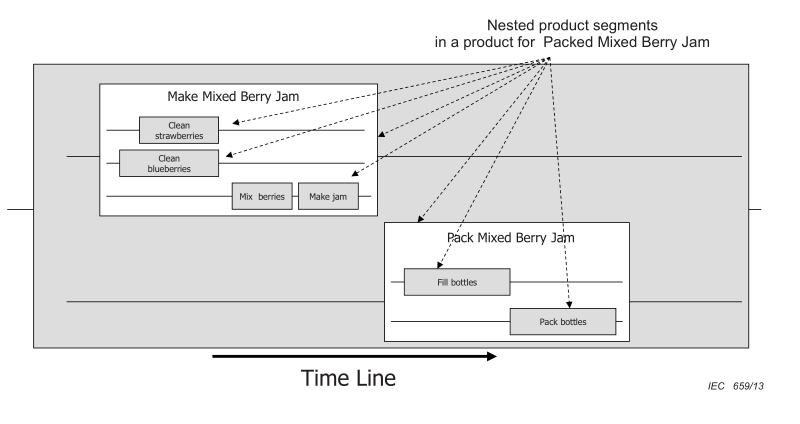 Nested product segments
in a product for Packed Mixed Berry Jam
Make Mixed Berry Jam
Clean
strawberries
Clean
blueberries
Mix berries
Make jam
Pack Mixed Berry Jam
Fill bottles
Pack bottles
Time Line
IEC 659/13